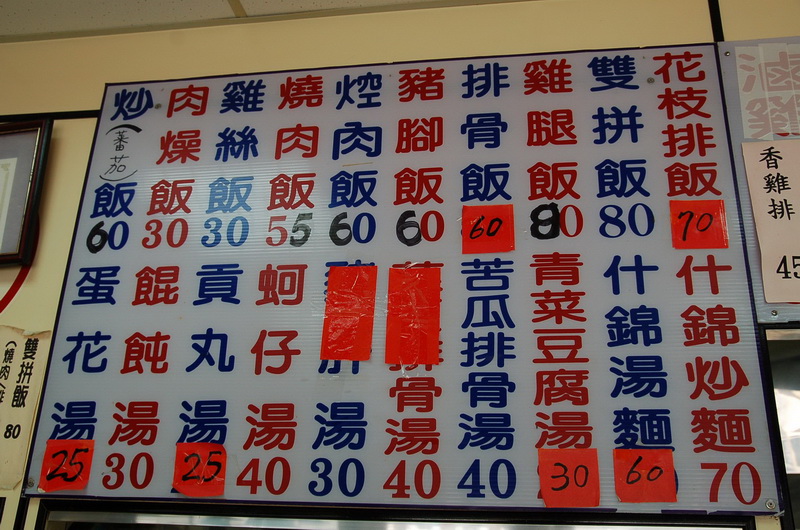 炒(蕃茄)飯 60
肉燥飯 30
雞絲飯 30
燒肉飯 55
焢肉飯 60
豬腳飯 60
排骨飯 60
雞腿飯 80
雙拼飯 80
花枝排飯 70
蛋花湯 25
餛飩湯 30
貢丸湯 25
蚵仔湯 40
湯 30
排骨湯 40
苦瓜排骨湯 40
青菜豆腐湯 30
什錦湯麵 60
什錦炒麵 70
香雞排 45
雙拼飯 80